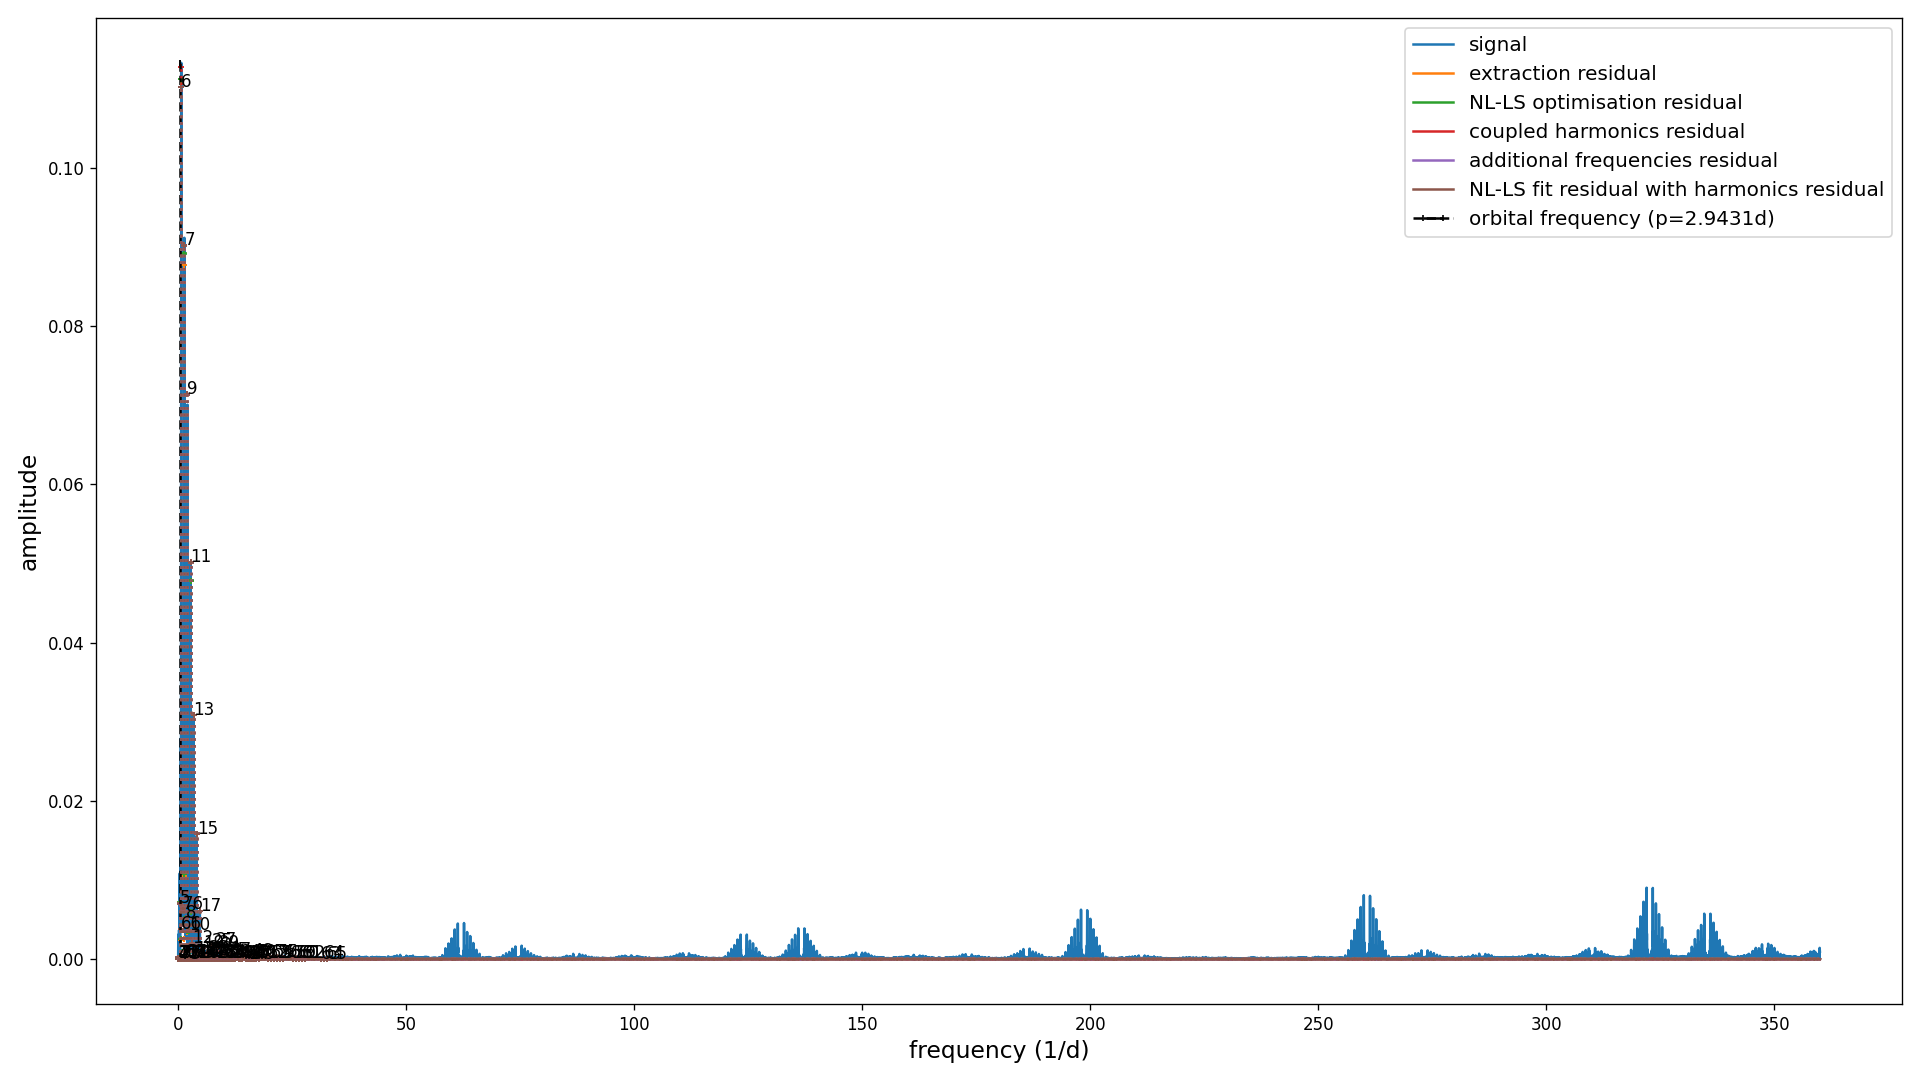 signal
extraction residual
NL-LS optimisation residual
coupled harmonics residual
additional frequencies residual
NL-LS fit residual with harmonics residual
orbital frequency (p=2.9431d)
6
7
9
11
13
15
17
5
0.10
0.08
0.06
0.04
0.02
0.00
amplitude
0 50 100 150 200 250 300 350
frequency (1/d)